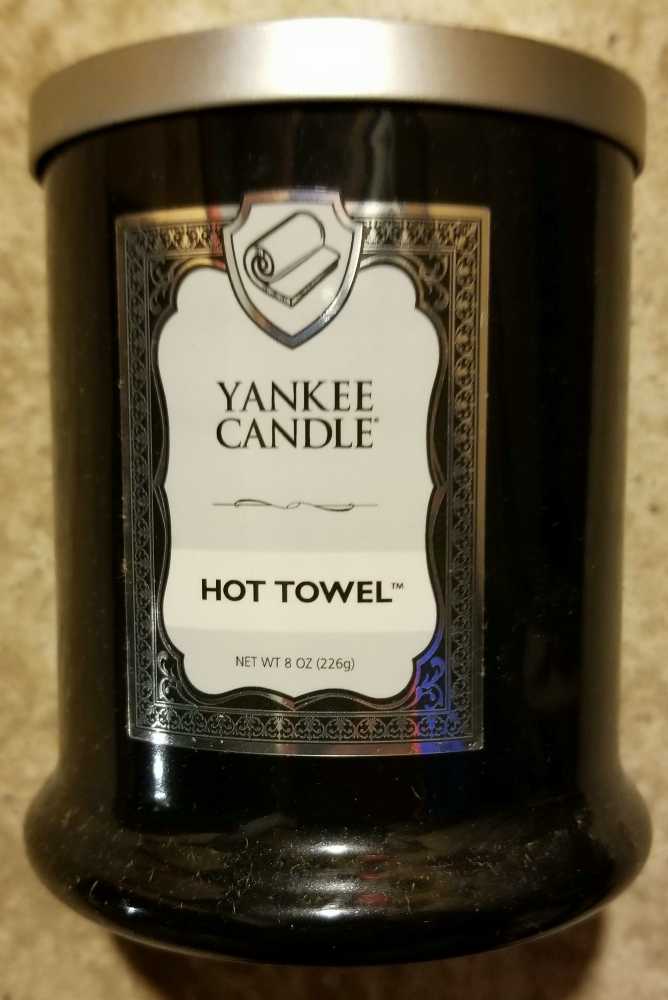 YANKEE
CANDLE®
HOT TOWEL™
NET WT 8 OZ (226g)